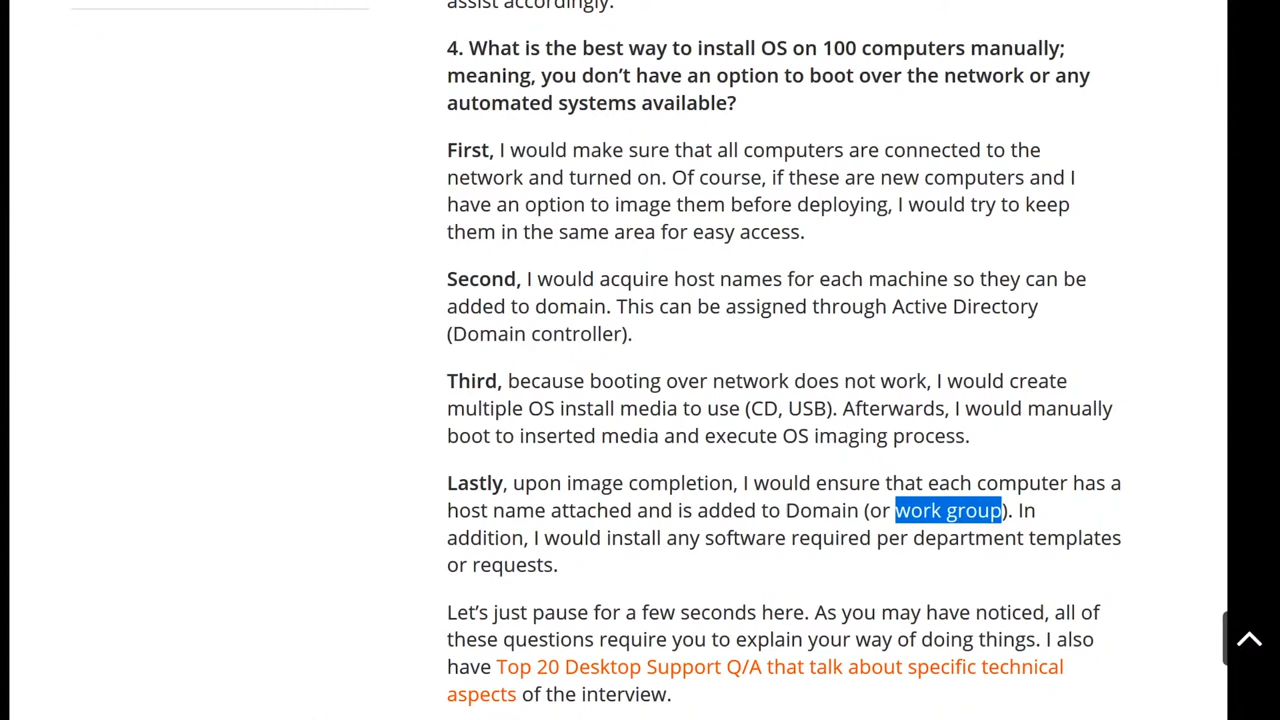 assist accordingly.
4. What is the best way to install OS on 100 computers manually;
meaning, you don’t have an option to boot over the network or any
automated systems available?
First, I would make sure that all computers are connected to the
network and turned on. Of course, if these are new computers and I
have an option to image them before deploying, I would try to keep
them in the same area for easy access.
Second, I would acquire host names for each machine so they can be
added to domain. This can be assigned through Active Directory
(Domain controller).
Third, because booting over network does not work, I would create
multiple OS install media to use (CD, USB). Afterwards, I would manually
boot to inserted media and execute OS imaging process.
Lastly, upon image completion, I would ensure that each computer has a
host name attached and is added to Domain (or work group). In
addition, I would install any software required per department templates
or requests.
Let’s just pause for a few seconds here. As you may have noticed, all of
these questions require you to explain your way of doing things. I also
have Top 20 Desktop Support Q/A that talk about specific technical
aspects of the interview.